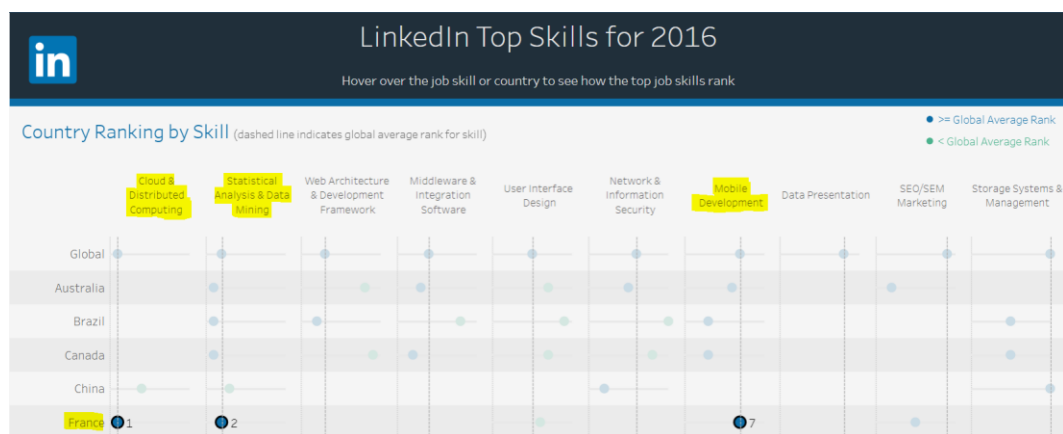 in
LinkedIn Top Skills for 2016
Hover over the job skill or country to see how the top job skills rank
Country Ranking by Skill (dashed line indicates global average rank for skill)
>= Global Average Rank
< Global Average Rank
Cloud &
Distributed
Computing
Statistical
Analysis & Data
Mining
Web Architecture
& Development
Framework
Middleware &
Integration
Software
User Interface
Design
Network &
Information
Security
Mobile
Development
Data Presentation
SEO/SEM
Marketing
Storage Systems &
Management
Global
Australia
Brazil
Canada
China
France 1 2 7